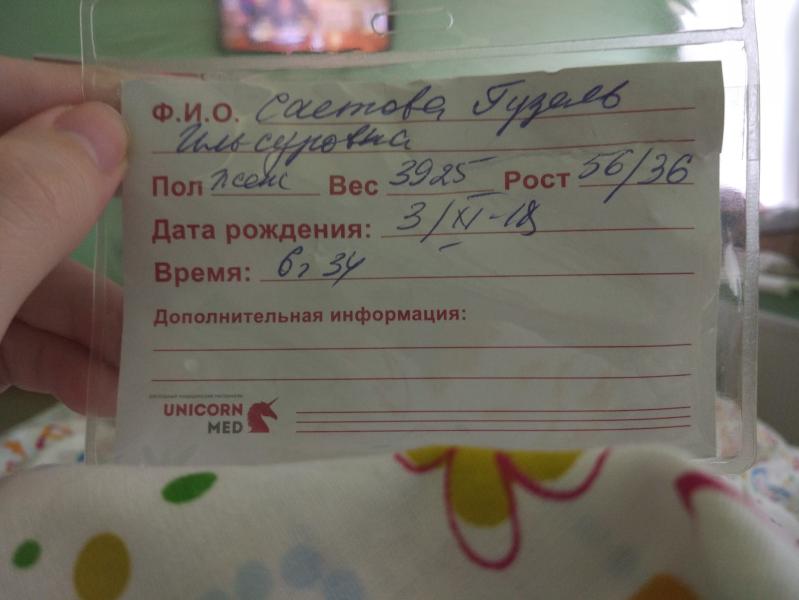 Ф.И.О. Саетова Гузель
Ильсуровна
Пол жен Вес 3925 Рост 56/36
Дата рождения: 3/XI-18
Время: 6 34
Дополнительная информация:
UNICORN
MED